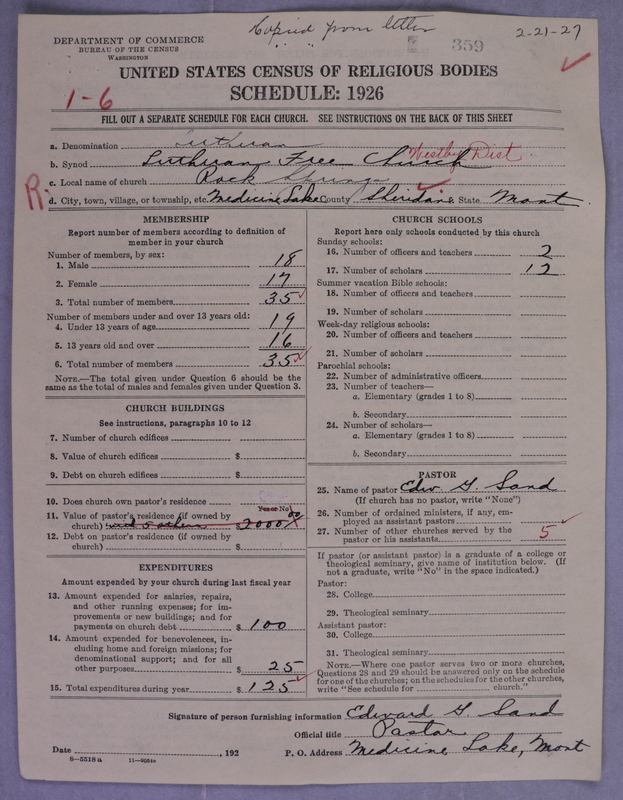 Copied from letter
" "
359
2-21-27
DEPARTMENT OF COMMERCE
BUREAU OF THE CENSUS
WASHINGTON
UNITED STATES CENSUS OF RELIGIOUS BODIES
1-6
SCHEDULE: 1926
FILL OUT A SEPARATE SCHEDULE FOR EACH CHURCH. SEE INSTRUCTIONS ON THE BACK OF THIS SHEET
a. Denomination Lutheran
b. Synod Lutheran Free Church Westby Dist.
c. Local name of church Rock Springs
R. d. City, town, village, or township, etc. Medicine Lake County Sheridan State Mont.
MEMBERSHIP
Report number of members according to definition of
member in your church
Number of members, by sex:
1. Male 18
2. Female 17
3. Total number of members 35
Number of members under and over 13 years old:
4. Under 13 years of age 19
5. 13 years old and over 16
6. Total number of members 35
NOTE.—The total given under Question 6 should be
same as the total of males and females given under Question 3.
CHURCH BUILDINGS
See instructions, paragraphs 10 to 12
7. Number of church edifices
8. Value of church edifices $
9. Debt on church edifices $
10. Does church own pastor's residence
Yes or No
11. Value of pastor's residence (if owned by
church) and 5 others 2000 00
12. Debt on pastor's residence (if owned by
church) $
EXPENDITURES
Amount expended by your church during last fiscal year
13. Amount expended for salaries, repairs,
and other running expenses; for im-
provements or new buildings; and for
payments on church debt $ 100
14. Amount expended for benevolences, in-
cluding home and foreign missions; for
denominational support; and for all
other purposes $ 25
15. Total expenditures during year $ 125
CHURCH SCHOOLS
Report here only schools conducted by this church
Sunday schools:
16. Number of officers and teachers 2
17. Number of scholars 12
Summer vacation Bible schools:
18. Number of officers and teachers
19. Number of scholars
Week-day religious schools:
20. Number of officers and teachers
21. Number of scholars
Parochial schools:
22. Number of administrative officers
23. Number of teachers—
a. Elementary (grades 1 to 8)
b. Secondary
24. Number of scholars—
a. Elementary (grades 1 to 8)
b. Secondary
PASTOR
25. Name of pastor Edw. G. Sand
(If church has no pastor, write "None")
26. Number of ordained ministers, if any, em-
ployed as assistant pastors
27. Number of other churches served by the
pastor or his assistants 5
If pastor (or assistant pastor) is a graduate of a college or
theological seminary, give name of institution below. (If
not a graduate, write "No" in the space indicated.)
Pastor:
28. College
29. Theological seminary
Assistant pastor:
30. College
31. Theological seminary
NOTE.—Where one pastor serves two or more churches,
Questions 28 and 29 should be answered only on the schedule
for one of the churches; on the schedules for the other churches,
write "See schedule for church."
Signature of person furnishing information Edward G. Sand
Official title Pastor
Date , 192 P. O. Address Medicine Lake, Mont
8—5518a